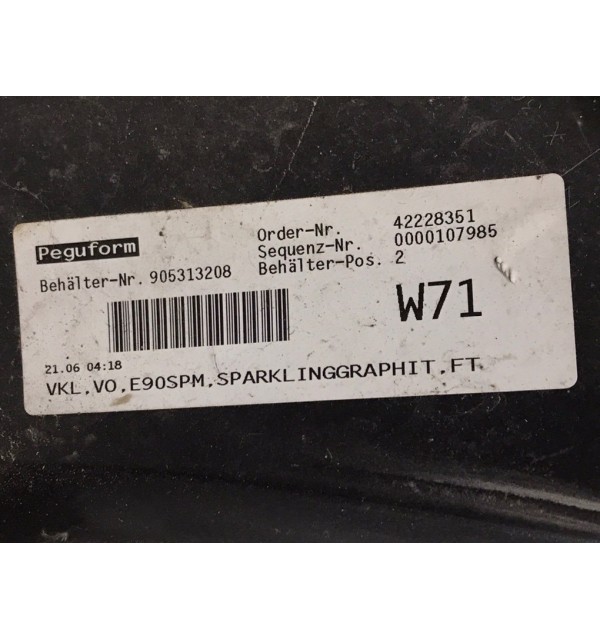 Peguform
Order-Nr. 42228351
Sequenz-Nr. 0000107985
Behälter-Nr. 905313208
Behälter-Pos. 2
W71
21.06 04:18
VKL,VO,E90SPM,SPARKLINGGRAPHIT,FT